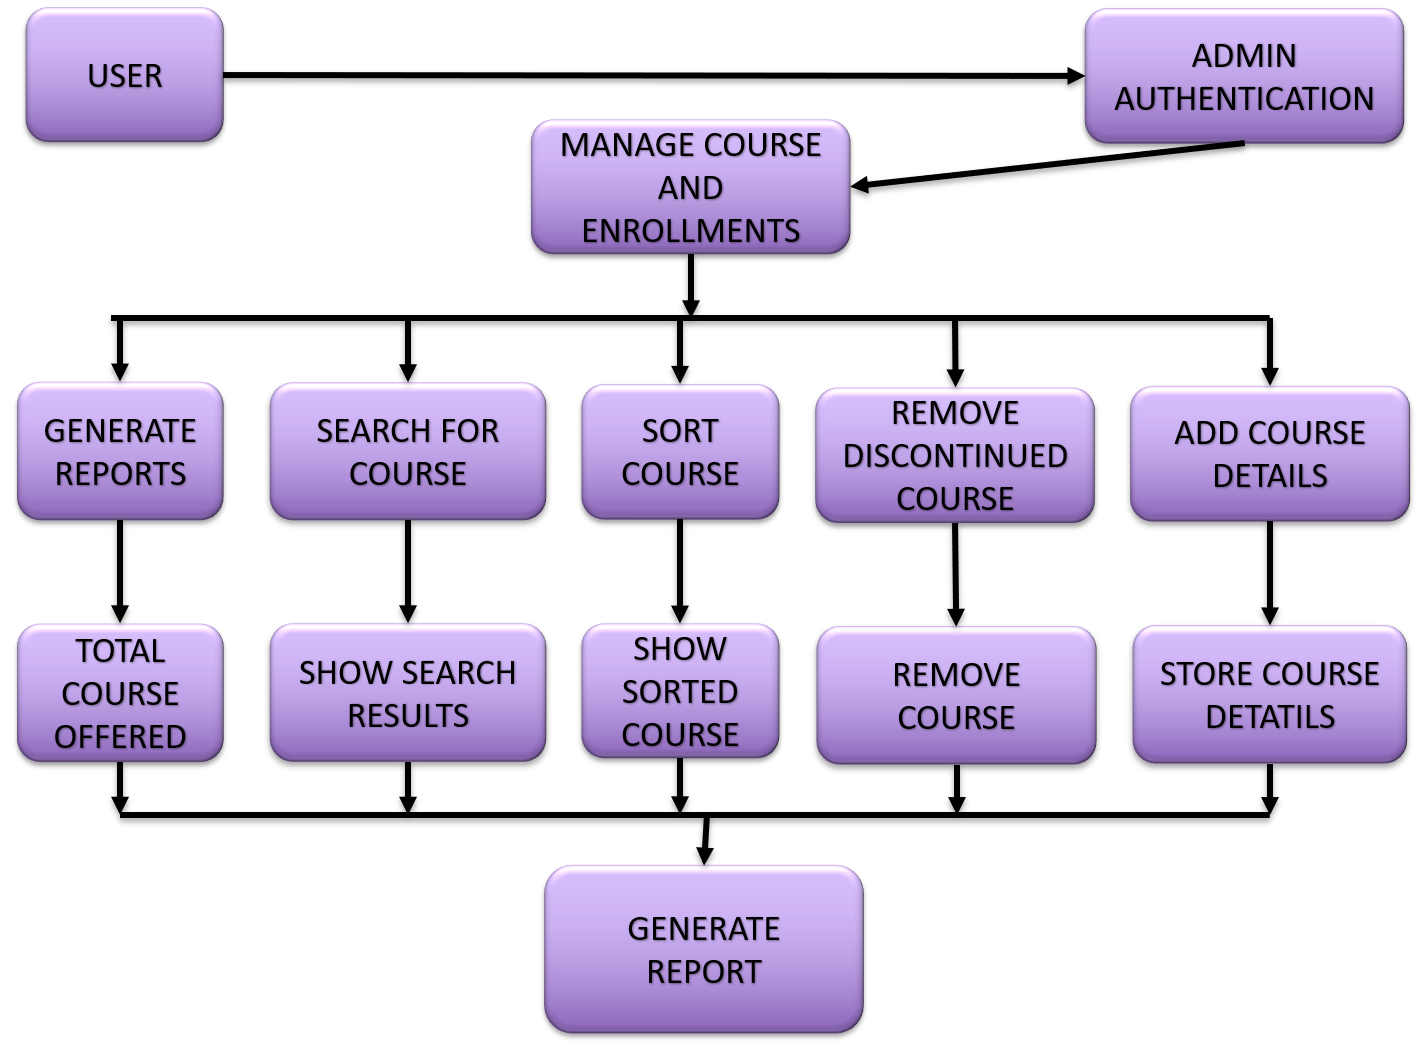 USER
ADMIN
AUTHENTICATION
MANAGE COURSE
AND
ENROLLMENTS
GENERATE
REPORTS
SEARCH FOR
COURSE
SORT
COURSE
REMOVE
DISCONTINUED
COURSE
ADD COURSE
DETAILS
TOTAL
COURSE
OFFERED
SHOW SEARCH
RESULTS
SHOW
SORTED
COURSE
REMOVE
COURSE
STORE COURSE
DETATILS
GENERATE
REPORT